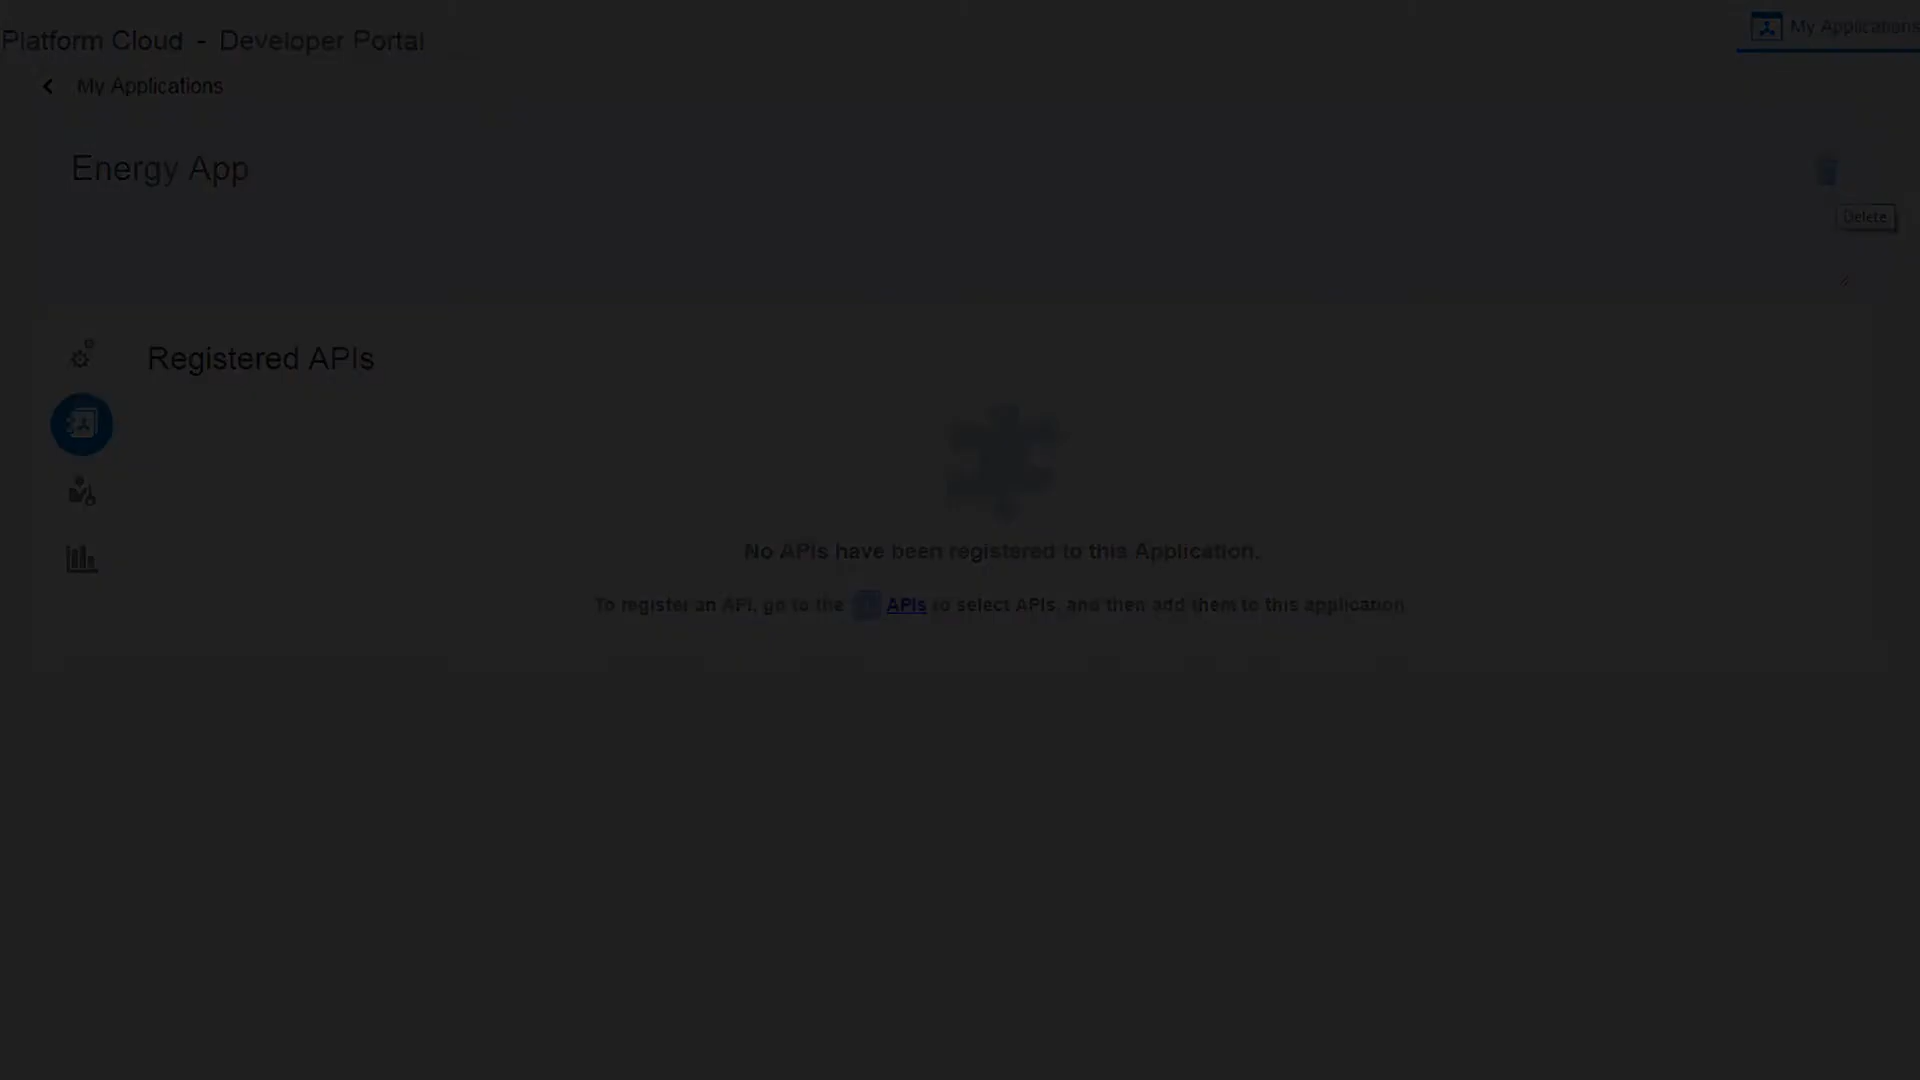 Platform Cloud - Developer Portal
My Applications
My Applications
Energy App
Delete
Registered APIs
No APIs have been registered to this Application.
To register an API, go to the APIs to select APIs, and then add them to this application